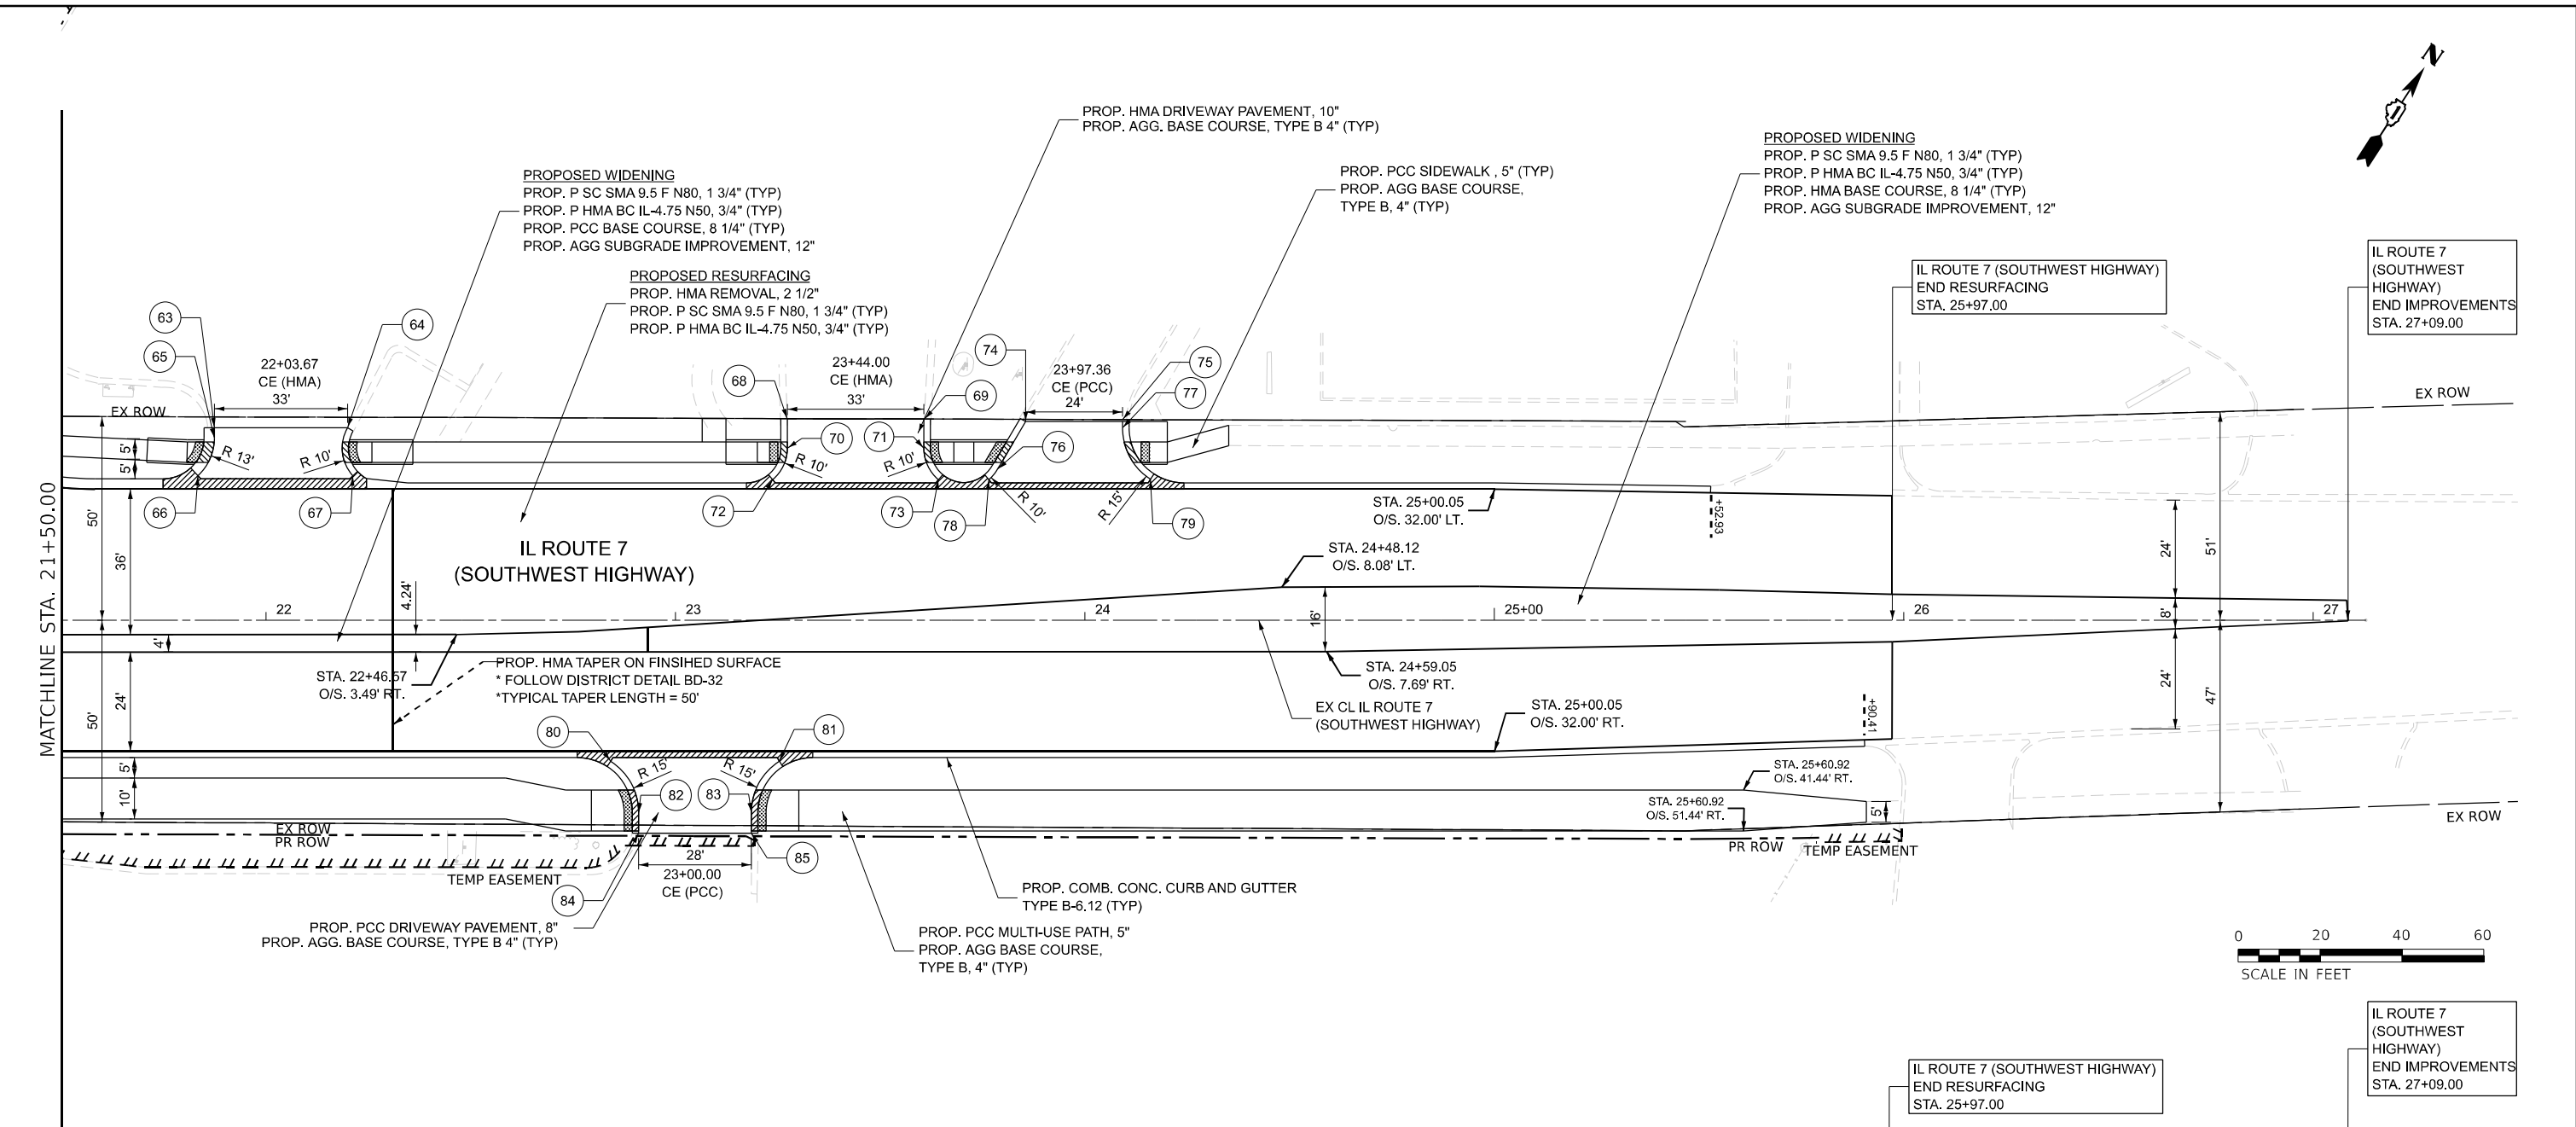 N
PROP. HMA DRIVEWAY PAVEMENT, 10"
PROP. AGG. BASE COURSE, TYPE B 4" (TYP)
PROPOSED WIDENING
PROP. P SC SMA 9.5 F N80, 1 3/4" (TYP)
PROP. P HMA BC IL-4.75 N50, 3/4" (TYP)
PROP. HMA BASE COURSE, 8 1/4" (TYP)
PROP. AGG SUBGRADE IMPROVEMENT, 12"
PROPOSED WIDENING
PROP. P SC SMA 9.5 F N80, 1 3/4" (TYP)
PROP. P HMA BC IL-4.75 N50, 3/4" (TYP)
PROP. PCC BASE COURSE, 8 1/4" (TYP)
PROP. AGG SUBGRADE IMPROVEMENT, 12"
PROP. PCC SIDEWALK , 5" (TYP)
PROP. AGG BASE COURSE,
TYPE B, 4" (TYP)
PROPOSED RESURFACING
PROP. HMA REMOVAL, 2 1/2"
PROP. P SC SMA 9.5 F N80, 1 3/4" (TYP)
PROP. P HMA BC IL-4.75 N50, 3/4" (TYP)
IL ROUTE 7 (SOUTHWEST HIGHWAY)
END RESURFACING
STA. 25+97.00
IL ROUTE 7
(SOUTHWEST
HIGHWAY)
END IMPROVEMENTS
STA. 27+09.00
63
64
65
22+03.67
CE (HMA)
33'
68
23+44.00
CE (HMA)
33'
74
23+97.36
CE (PCC)
24'
75
77
69
70
71
76
EX ROW
EX ROW
5'
5'
R 13'
R 10'
R 10'
R 10'
R 10'
R 15'
66
67
72
73
78
79
MATCHLINE STA. 21+50.00
50'
36'
4'
24'
50'
5'
10'
4.24'
IL ROUTE 7
(SOUTHWEST HIGHWAY)
STA. 25+00.05
O/S. 32.00' LT.
STA. 24+48.12
O/S. 8.08' LT.
+52.93
24'
51'
8'
24'
47'
22
23
24
25+00
26
27
16'
STA. 22+46.57
O/S. 3.49' RT.
PROP. HMA TAPER ON FINSIHED SURFACE
* FOLLOW DISTRICT DETAIL BD-32
*TYPICAL TAPER LENGTH = 50'
STA. 24+59.05
O/S. 7.69' RT.
EX CL IL ROUTE 7
(SOUTHWEST HIGHWAY)
STA. 25+00.05
O/S. 32.00' RT.
+90.41
80
81
R 15'
R 15'
82
83
STA. 25+60.92
O/S. 41.44' RT.
STA. 25+60.92
O/S. 51.44' RT.
5'
EX ROW
PR ROW
EX ROW
PR ROW
TEMP EASEMENT
TEMP EASEMENT
28'
23+00.00
CE (PCC)
85
84
PROP. COMB. CONC. CURB AND GUTTER
TYPE B-6.12 (TYP)
PROP. PCC DRIVEWAY PAVEMENT, 8"
PROP. AGG. BASE COURSE, TYPE B 4" (TYP)
PROP. PCC MULTI-USE PATH, 5"
PROP. AGG BASE COURSE,
TYPE B, 4" (TYP)
0 20 40 60
SCALE IN FEET
IL ROUTE 7
(SOUTHWEST
HIGHWAY)
END IMPROVEMENTS
STA. 27+09.00
IL ROUTE 7 (SOUTHWEST HIGHWAY)
END RESURFACING
STA. 25+97.00